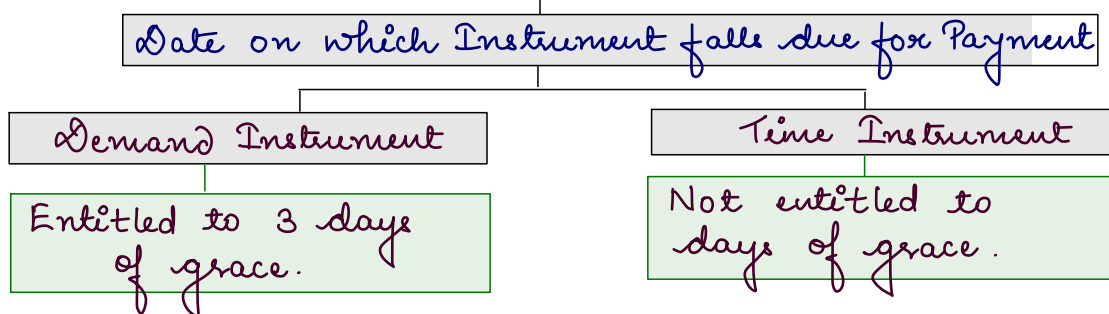 Date on which Instrument falls due for Payment
Demand Instrument
Time Instrument
Entitled to 3 days
of grace.
Not entitled to
days of grace.